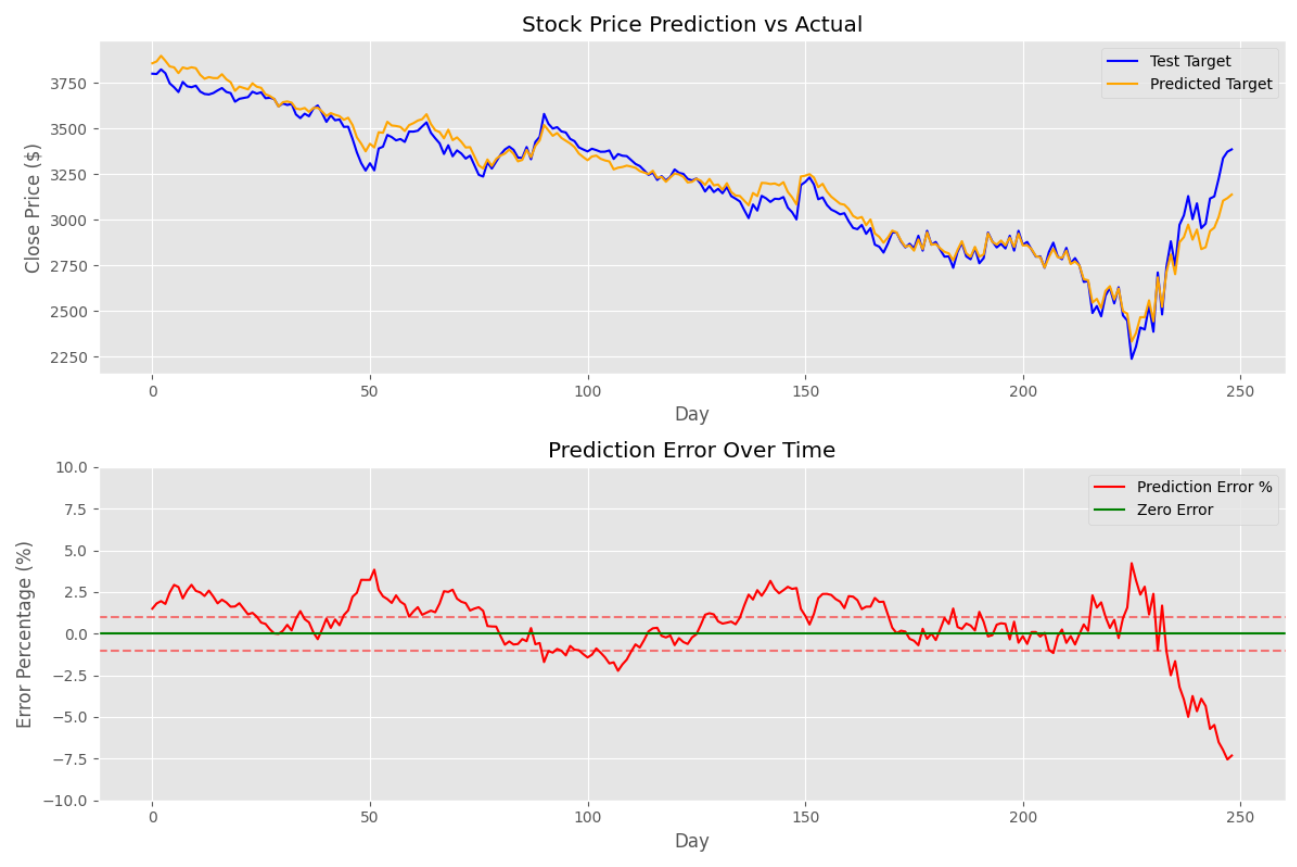 Stock Price Prediction vs Actual
Close Price ($)
3750
3500
3250
3000
2750
2500
2250
Test Target
Predicted Target
0 50 100 150 200 250
Day
Prediction Error Over Time
Error Percentage (%)
10.0
7.5
5.0
2.5
0.0
−2.5
−5.0
−7.5
−10.0
Prediction Error %
Zero Error
0 50 100 150 200 250
Day